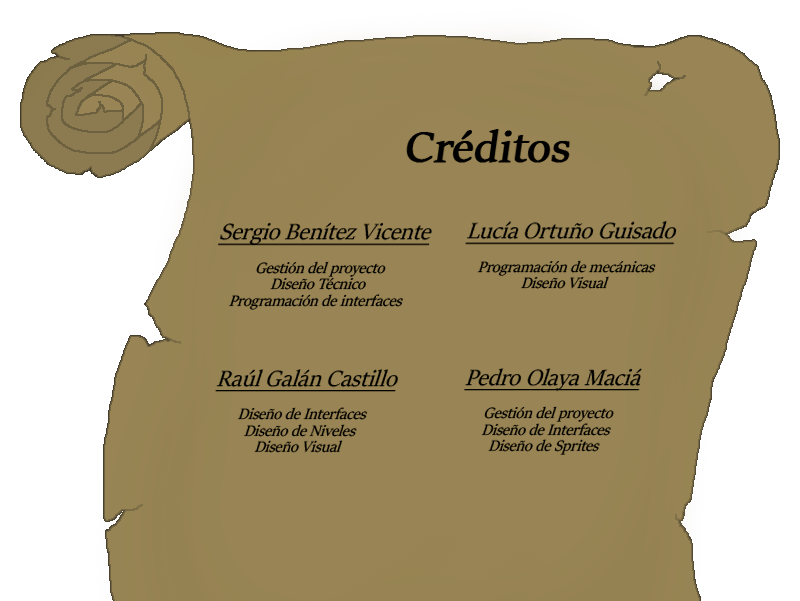 Créditos
Sergio Benítez Vicente
Gestión del proyecto
Diseño Técnico
Programación de interfaces
Lucía Ortuño Guisado
Programación de mecánicas
Diseño Visual
Raúl Galán Castillo
Diseño de Interfaces
Diseño de Niveles
Diseño Visual
Pedro Olaya Maciá
Gestión del proyecto
Diseño de Interfaces
Diseño de Sprites